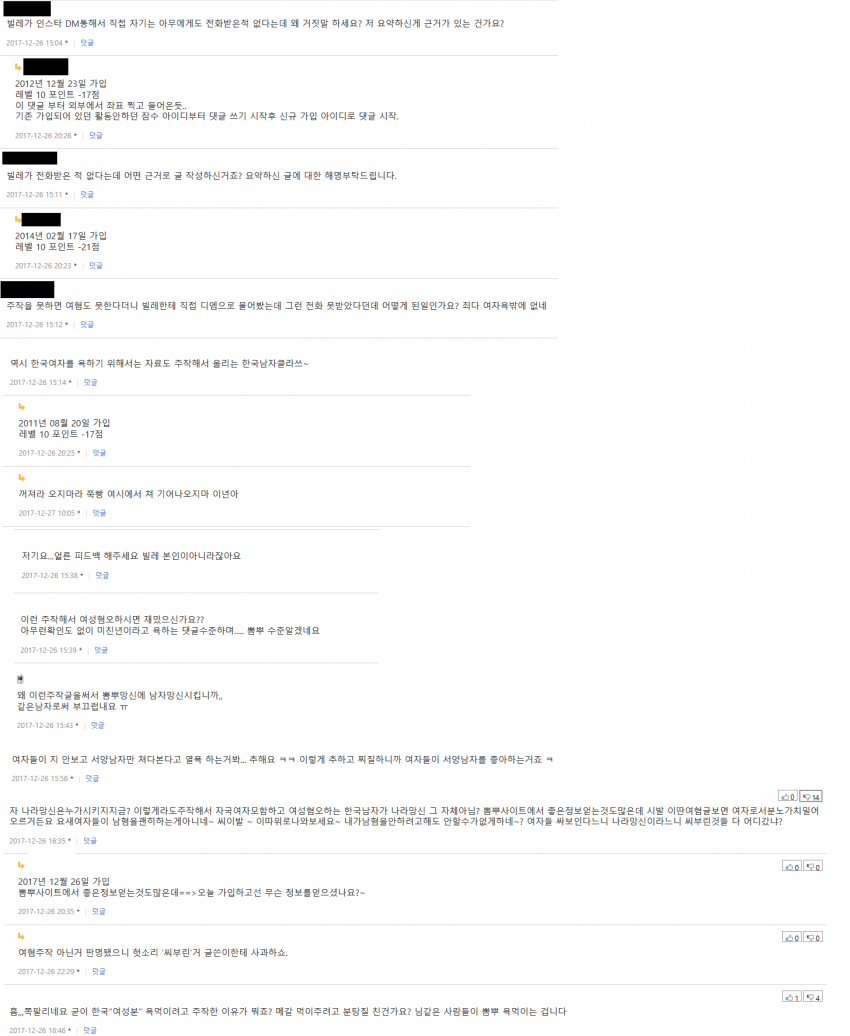 빌레가 인스타 DM통해서 직접 자기는 아무에게도 전화받은적 없다는데 왜 거짓말 하세요? 저 요약하신게 근거가 있는 건가요?
2017-12-26 15:04 * | 덧글
2012년 12월 23일 가입
레벨 10 포인트 -17점
이 댓글 부터 외부에서 좌표 찍고 들어온듯..
기존 가입되어 있던 활동안하던 잠수 아이디부터 댓글 쓰기 시작후 신규 가입 아이디로 댓글 시작.
2017-12-26 20:26 * | 덧글
빌레가 전화받은 적 없다는데 어떤 근거로 글 작성하신거죠? 요약하신 글에 대한 해명부탁드립니다.
2017-12-26 15:11 * | 덧글
2014년 02월 17일 가입
레벨 10 포인트 -21점
2017-12-26 20:23 * | 덧글
주작을 못하면 여혐도 못한다더니 빌레한테 직접 디엠으로 물어봤는데 그런 전화 못받았다던데 어떻게 된일인가요? 죄다 여자욕밖에 없네
2017-12-26 15:12 * | 덧글
역시 한국여자를 욕하기 위해서는 자료도 주작해서 올리는 한국남자클라쓰~
2017-12-26 15:14 * | 덧글
2011년 08월 20일 가입
레벨 10 포인트 -17점
2017-12-26 20:25 * | 덧글
꺼져라 오지마라 쭉빵 여시에서 쳐 기어나오지마 이년아
2017-12-27 10:05 * | 덧글
저기요,,,얼른 피드백 해주세요 빌레 본인이아니라잖아요
2017-12-26 15:38 * | 덧글
이런 주작해서 여성혐오하시면 재밌으신가요??
아무런확인도 없이 미친년이라고 욕하는 댓글수준하며..... 뽐뿌 수준알겠네요
2017-12-26 15:39 * | 덧글
왜 이런주작글을써서 뽐뿌망신에 남자망신시킵니까,,
같은남자로써 부끄럽내요 ㅠ
2017-12-26 15:43 * | 덧글
여자들이 지 안보고 서양남자만 쳐다본다고 열폭 하는거봐... 추해요 ㅋㅋ 이렇게 추하고 찌질하니까 여자들이 서양남자를 좋아하는거죠 ㅋ
2017-12-26 15:56 * | 덧글
0 14
자 나라망신은누가시키지지금? 이렇게라도주작해서 자국여자모함하고 여성혐오하는 한국남자가 나라망신 그 자체아님? 뽐뿌사이트에서 좋은정보얻는것도많은데 시발 이딴여혐글보면 여자로서분노가치밀어
오르거든요 요새여자들이 남혐을괜히하는게아니네~ 씨이발 ~ 이따위로나와보세요~ 내가남혐을안하려고해도 안할수가없게하네~? 여자들 싸보인다느니 나라망신이라느니 씨부린것들 다 어디갔냐?
2017-12-26 16:35 * | 덧글
0 0
2017년 12월 26일 가입
뽐뿌사이트에서 좋은정보얻는것도많은데==>오늘 가입하고선 무슨 정보를얻으셨나요?~
2017-12-26 20:35 * | 덧글
0 0
여혐주작 아닌거 판명됐으니 헛소리 '씨부린'거 글쓴이한테 사과하쇼.
2017-12-26 22:29 * | 덧글
1 4
흠,,,쪽팔리네요 굳이 한국"여성분" 욕먹이려고 주작한 이유가 뭐죠? 메갈 먹이주려고 분탕질 친건가요? 님같은 사람들이 뽐뿌 욕먹이는 겁니다
2017-12-26 16:46 * | 덧글